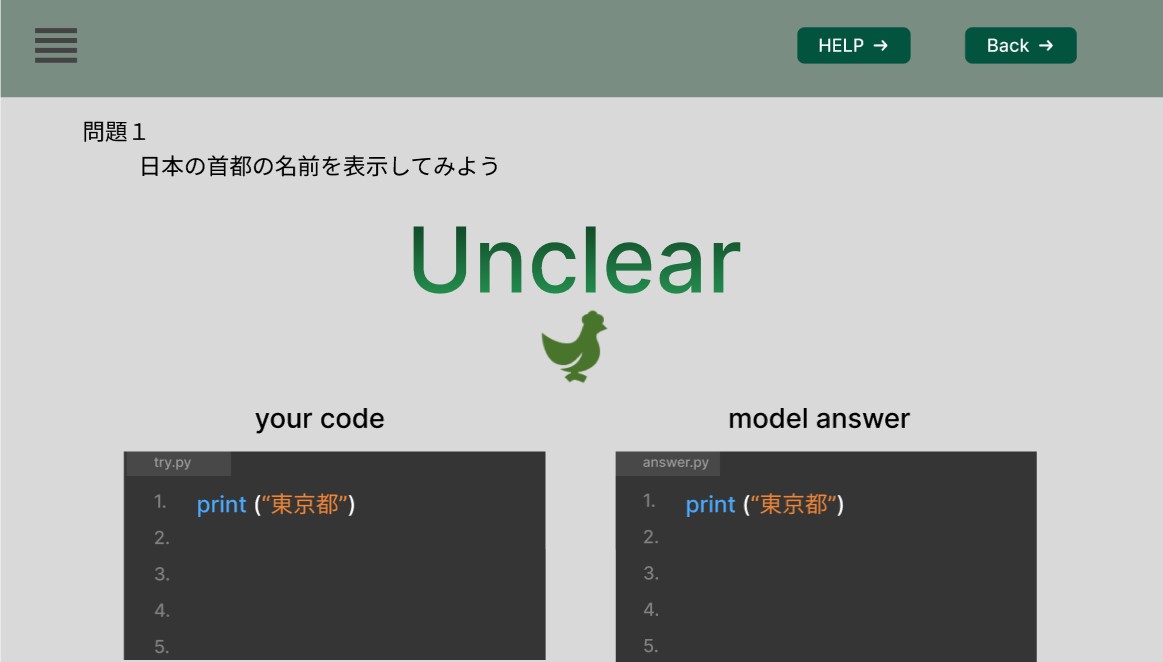 HELP → Back →
問題１
日本の首都の名前を表示してみよう
Unclear
your code
model answer
try.py
1. print (“東京都”)
2.
3.
4.
5.
answer.py
1. print (“東京都”)
2.
3.
4.
5.